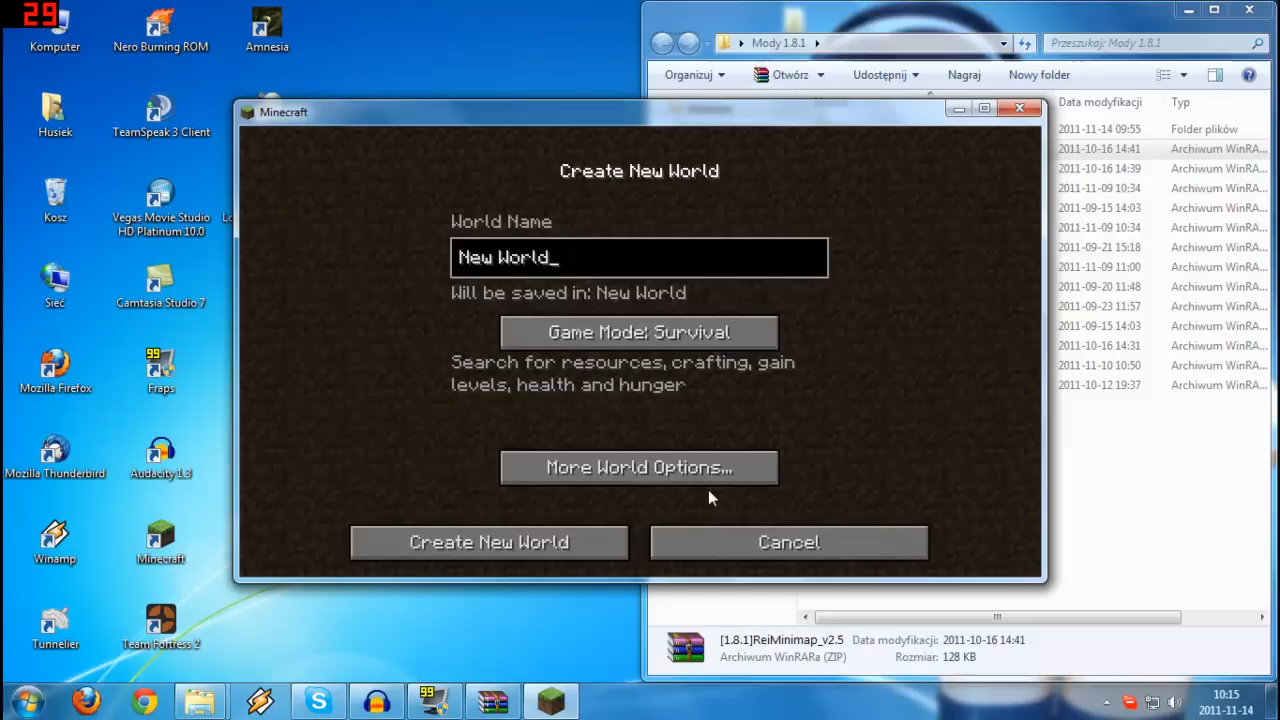 29
Komputer
Nero Burning ROM
Amnesia
Husiek
TeamSpeak 3 Client
Kosz
Vegas Movie Studio
HD Platinum 10.0
Sieć
Camtasia Studio 7
Mozilla Firefox
99
Fraps
Mozilla Thunderbird
Audacity 1.3
Winamp
Minecraft
Tunnelier
Team Fortress 2
Mody 1.8.1
Przeszukaj: Mody 1.8.1
Organizuj
Otwórz
Udostępnij
Nagraj
Nowy folder
Data modyfikacji
Typ
2011-11-14 09:55
Folder plików
2011-10-16 14:41
Archiwum WinRA...
2011-10-16 14:39
Archiwum WinRA...
2011-11-09 10:34
Archiwum WinRA...
2011-09-15 14:03
Archiwum WinRA...
2011-11-09 10:34
Archiwum WinRA...
2011-09-21 15:18
Archiwum WinRA...
2011-11-09 11:00
Archiwum WinRA...
2011-09-20 11:48
Archiwum WinRA...
2011-09-23 11:57
Archiwum WinRA...
2011-09-15 14:03
Archiwum WinRA...
2011-10-16 14:31
Archiwum WinRA...
2011-11-10 10:50
Archiwum WinRA...
2011-10-12 19:37
Archiwum WinRA...
Minecraft
Create New World
World Name
New World_
Will be saved in: New World
Game Mode: Survival
Search for resources, crafting, gain
levels, health and hunger
More World Options...
Create New World
Cancel
[1.8.1]ReiMinimap_v2.5
Data modyfikacji: 2011-10-16 14:41
Archiwum WinRARa (ZIP)
Rozmiar: 128 KB
99
10:15
2011-11-14